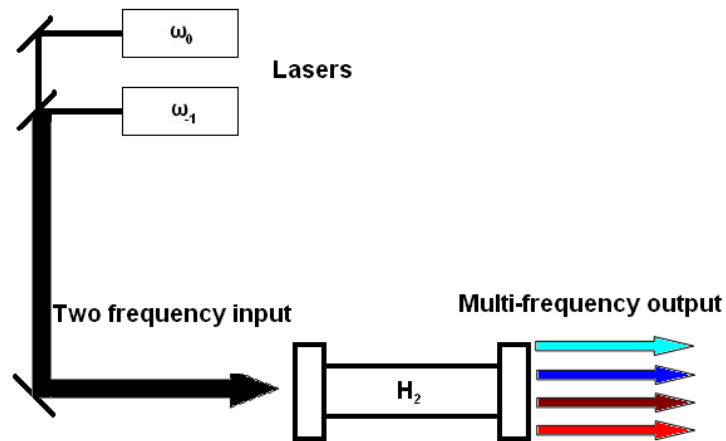 ω₀
Lasers
ω₋₁
Two frequency input
Multi-frequency output
H₂